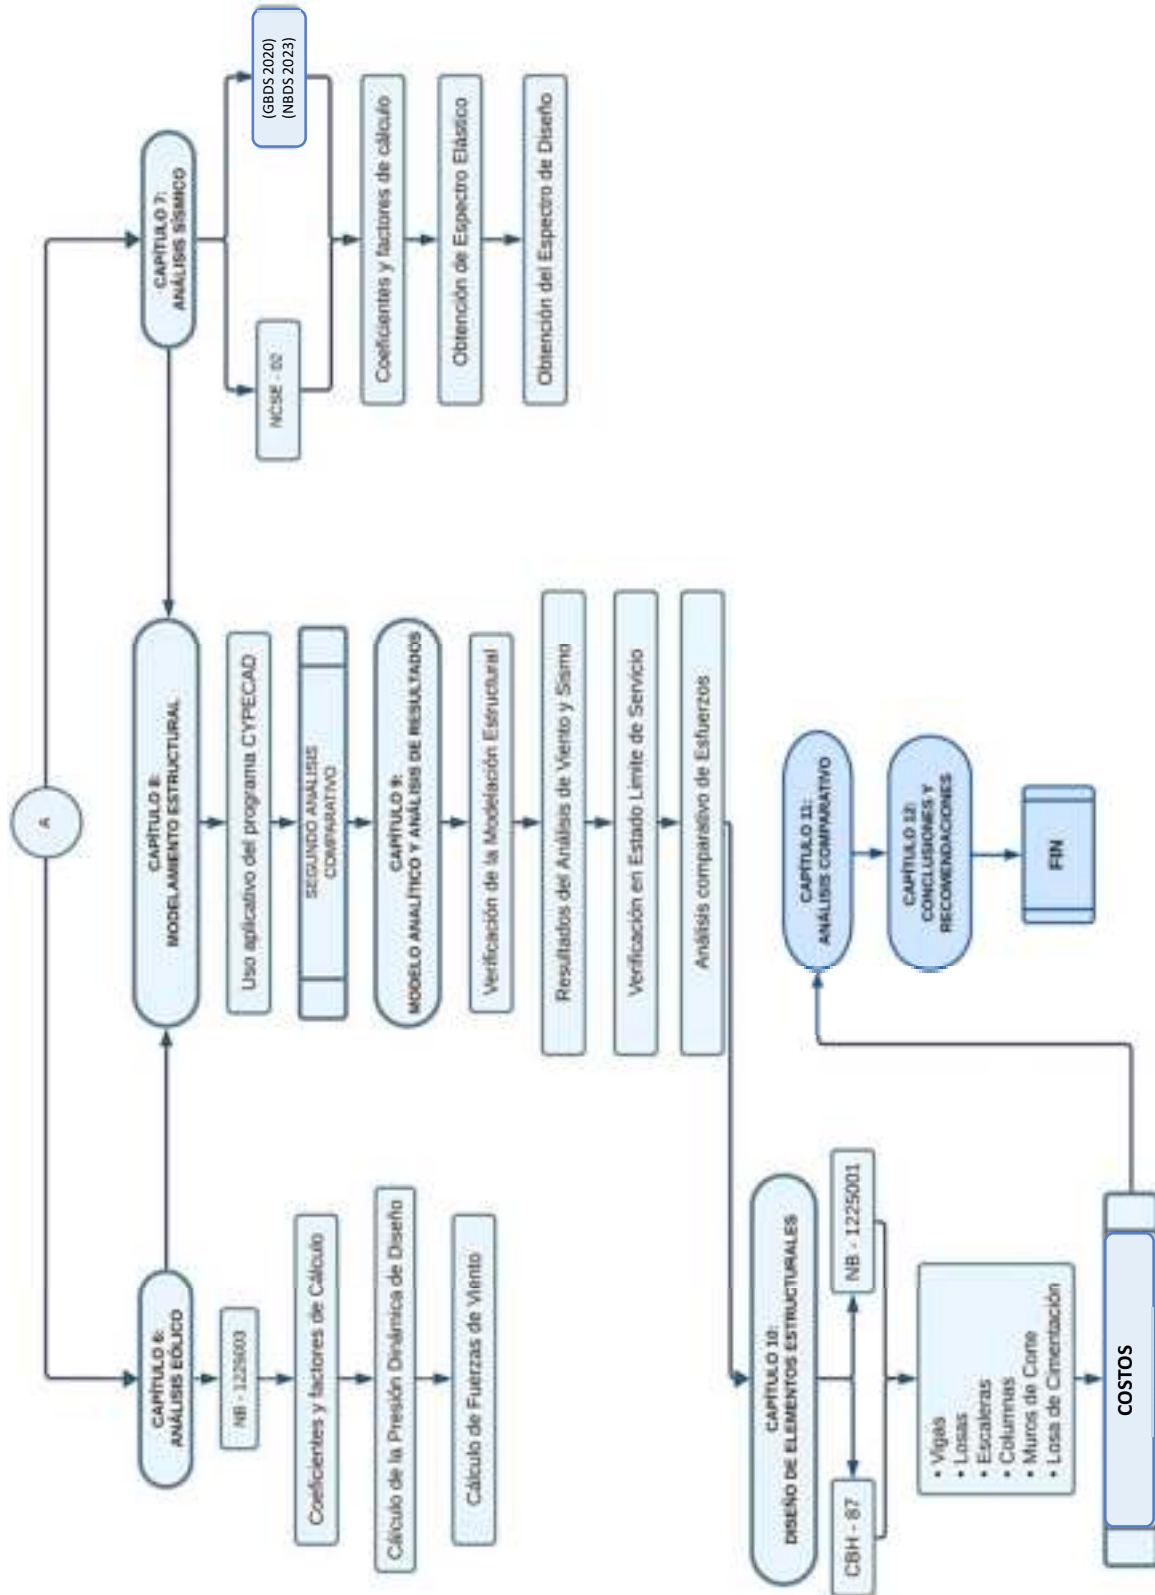 A
CAPÍTULO 6:
ANÁLISIS EÓLICO
NB - 1225003
Coeficientes y factores de Cálculo
Cálculo de la Presión Dinámica de Diseño
Cálculo de Fuerzas de Viento
CAPÍTULO 8:
MODELAMIENTO ESTRUCTURAL
Uso aplicativo del programa CYPECAD
SEGUNDO ANÁLISIS
COMPARATIVO
CAPÍTULO 9:
MODELO ANALÍTICO Y ANÁLISIS DE RESULTADOS
Verificación de la Modelación Estructural
Resultados del Análisis de Viento y Sismo
Verificación en Estado Límite de Servicio
Análisis comparativo de Esfuerzos
CAPÍTULO 7:
ANÁLISIS SÍSMICO
NCSE - 02
(GBDS 2020)
(NBDS 2023)
Coeficientes y factores de cálculo
Obtención de Espectro Elástico
Obtención del Espectro de Diseño
CAPÍTULO 10:
DISEÑO DE ELEMENTOS ESTRUCTURALES
CBH - 87
NB - 1225001
• Vigas
• Losas
• Escaleras
• Columnas
• Muros de Corte
• Losa de Cimentación
COSTOS
CAPÍTULO 11:
ANÁLISIS COMPARATIVO
CAPÍTULO 12:
CONCLUSIONES Y
RECOMENDACIONES
FIN